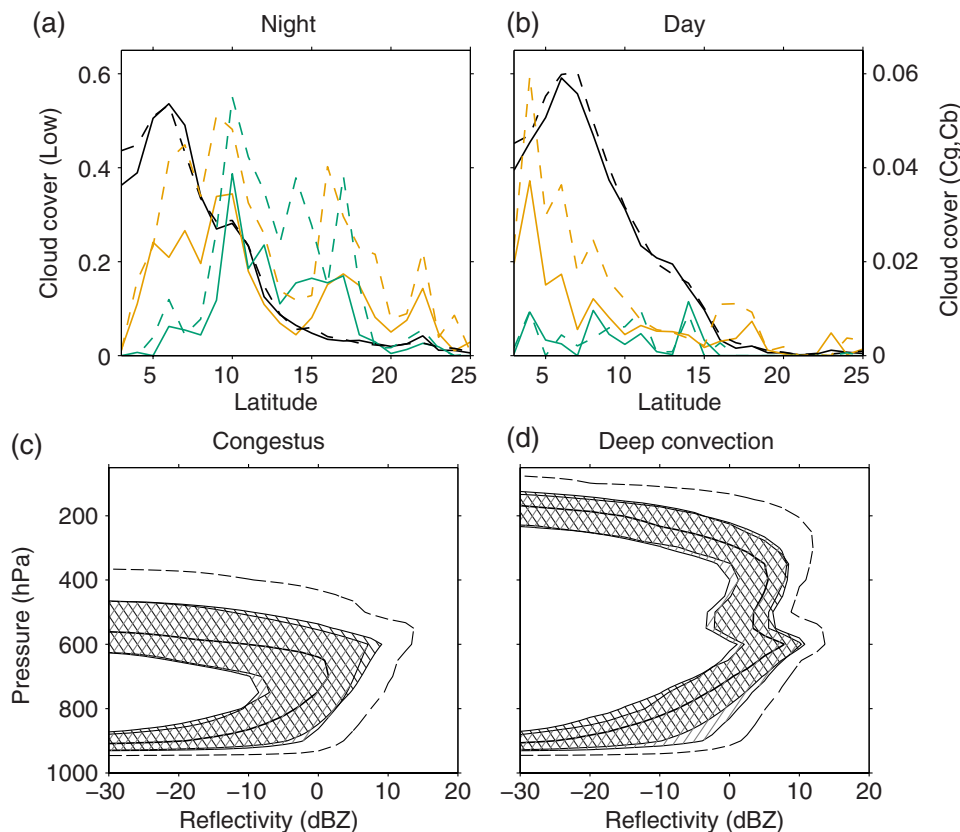 (a) Night
(b) Day
Cloud cover (Low)
0.6
0.4
0.2
0
5 10 15 20 25
Latitude
0.06
0.04
0.02
0
Cloud cover (Cg,Cb)
5 10 15 20 25
Latitude
(c) Congestus
(d) Deep convection
Pressure (hPa)
200
400
600
800
1000
−30 −20 −10 0 10 20
Reflectivity (dBZ)
−30 −20 −10 0 10 20
Reflectivity (dBZ)